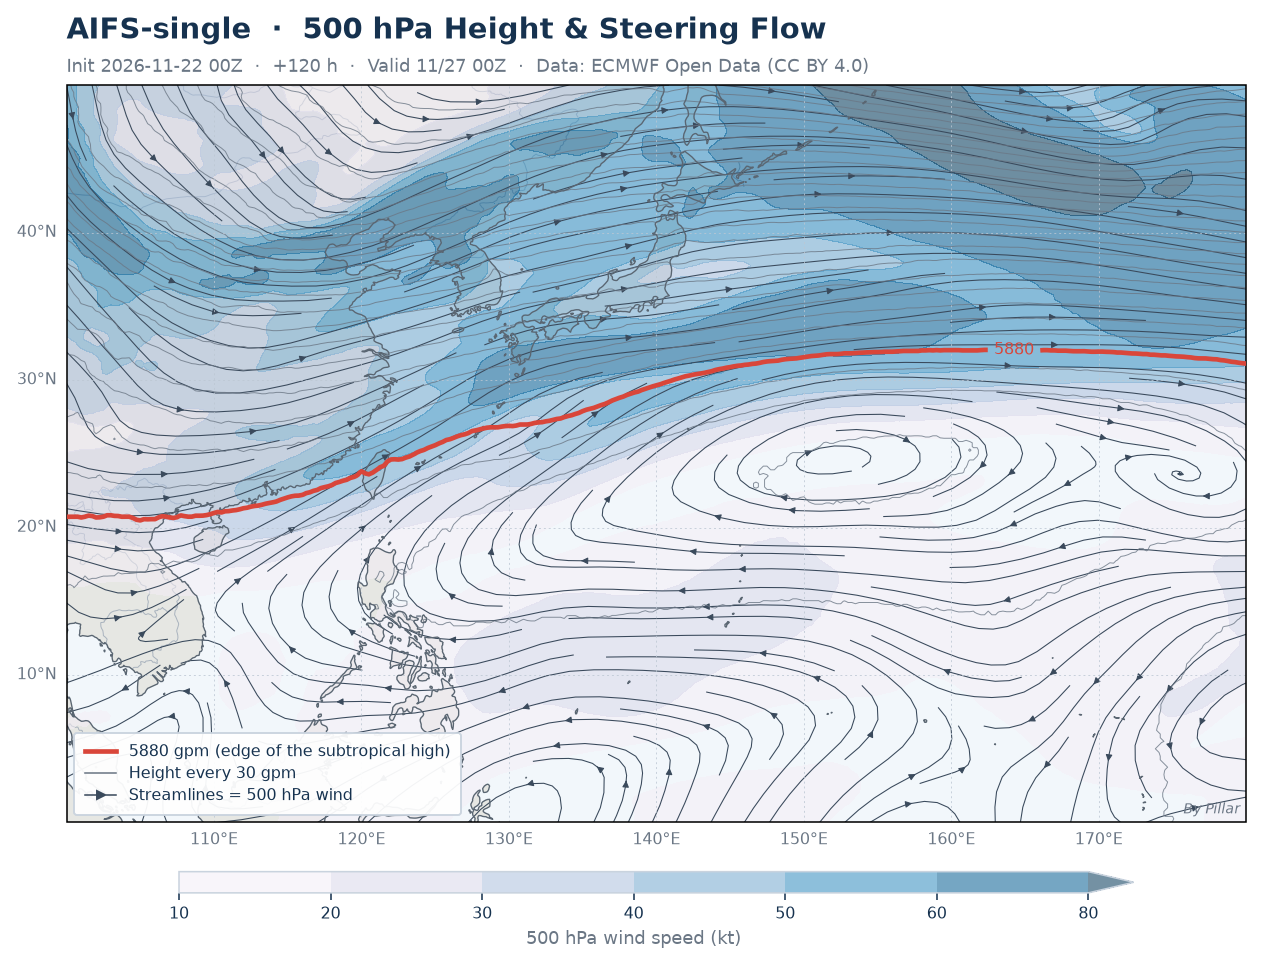 AIFS-single · 500 hPa Height & Steering Flow
Init 2026-11-22 00Z · +120 h · Valid 11/27 00Z · Data: ECMWF Open Data (CC BY 4.0)
40°N
30°N
20°N
10°N
5880
5880 gpm (edge of the subtropical high)
Height every 30 gpm
Streamlines = 500 hPa wind
By Pillar
110°E 120°E 130°E 140°E 150°E 160°E 170°E
10 20 30 40 50 60 80
500 hPa wind speed (kt)